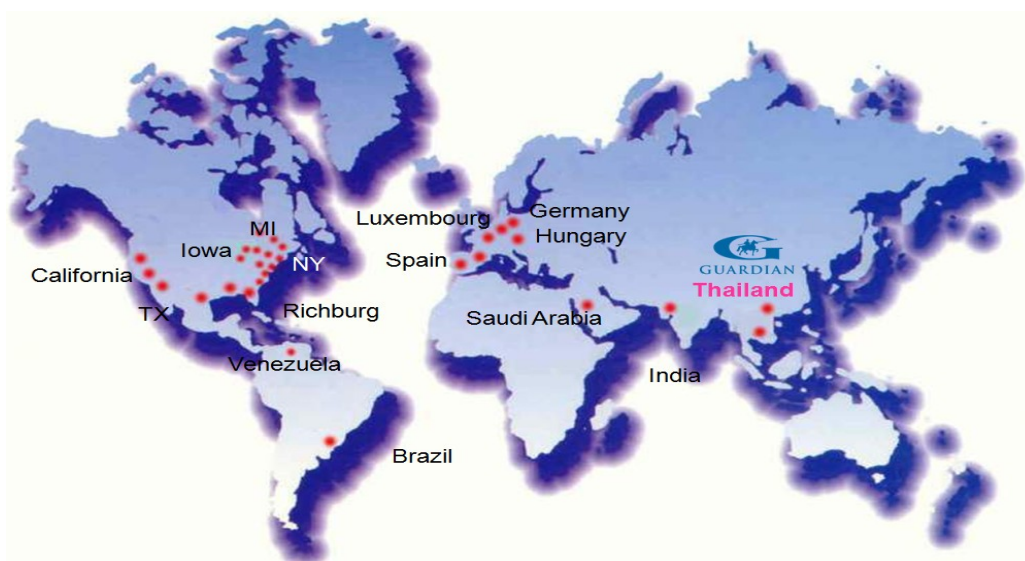 MI
Luxembourg
Germany
Iowa
Hungary
NY
Spain
G
GUARDIAN
California
Thailand
TX
Richburg
Saudi Arabia
Venezuela
India
Brazil